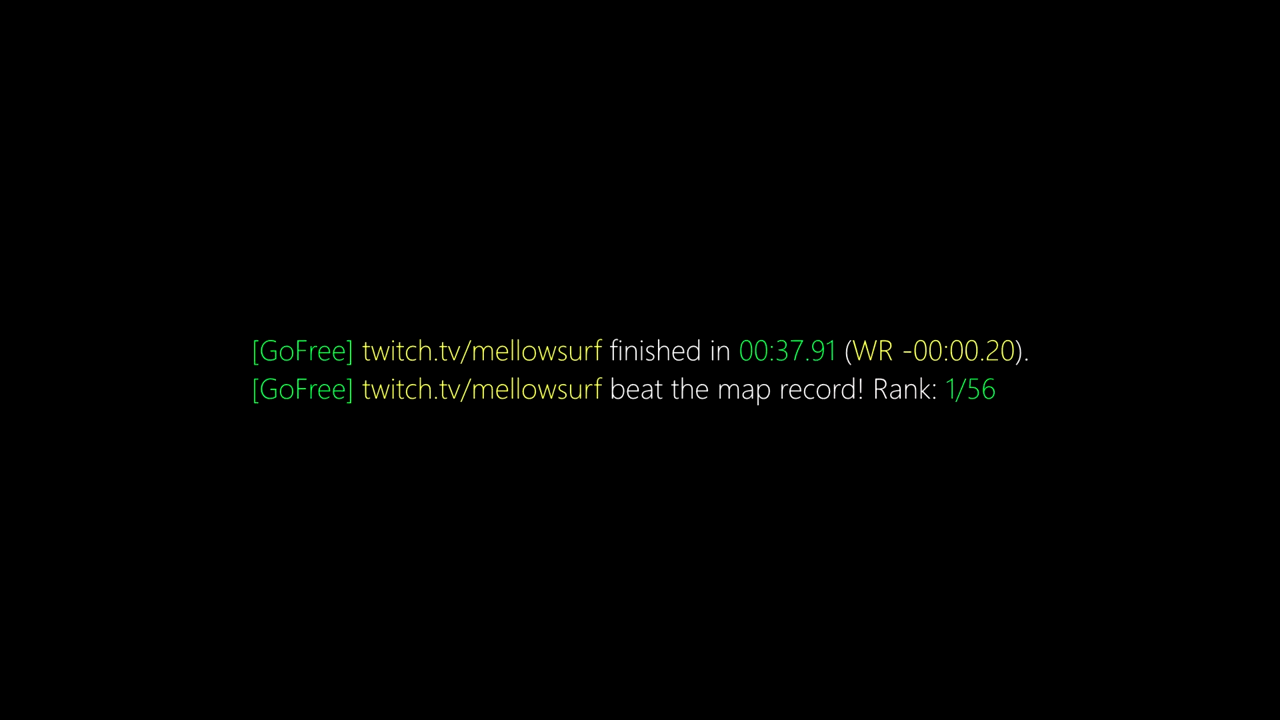 [GoFree] twitch.tv/mellowsurf finished in 00:37.91 (WR -00:00.20).
[GoFree] twitch.tv/mellowsurf beat the map record! Rank: 1/56